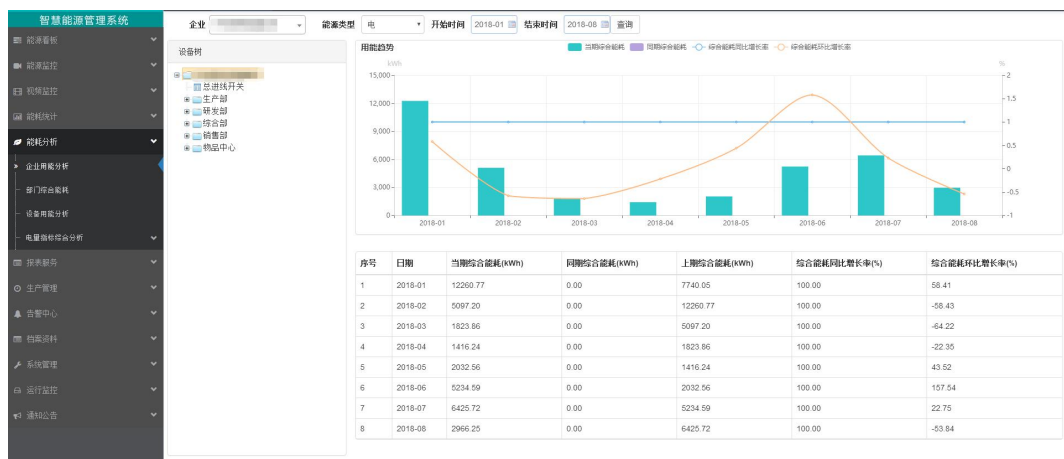 智慧能源管理系统
企业
能源类型 电 开始时间 2018-01 结束时间 2018-08 查询
能源看板
能源监控
视频监控
能耗统计
能耗分析
企业用能分析
部门综合能耗
设备用能分析
电量指标综合分析
报表服务
生产管理
告警中心
档案资料
系统管理
运行监控
通知公告
设备树
总进线开关
生产部
研发部
综合部
销售部
物品中心
用能趋势
当期综合能耗 同期综合能耗 综合能耗同比增长率 综合能耗环比增长率
kWh %
15,000 2
12,000 1.5
9,000 1
6,000 0.5
3,000 0
0 -0.5
-1
2018-01 2018-02 2018-03 2018-04 2018-05 2018-06 2018-07 2018-08
序号 日期 当期综合能耗(kWh) 同期综合能耗(kWh) 上期综合能耗(kWh) 综合能耗同比增长率(%) 综合能耗环比增长率(%)
1 2018-01 12260.77 0.00 7740.05 100.00 58.41
2 2018-02 5097.20 0.00 12260.77 100.00 -58.43
3 2018-03 1823.86 0.00 5097.20 100.00 -64.22
4 2018-04 1416.24 0.00 1823.86 100.00 -22.35
5 2018-05 2032.56 0.00 1416.24 100.00 43.52
6 2018-06 5234.59 0.00 2032.56 100.00 157.54
7 2018-07 6425.72 0.00 5234.59 100.00 22.75
8 2018-08 2966.25 0.00 6425.72 100.00 -53.84